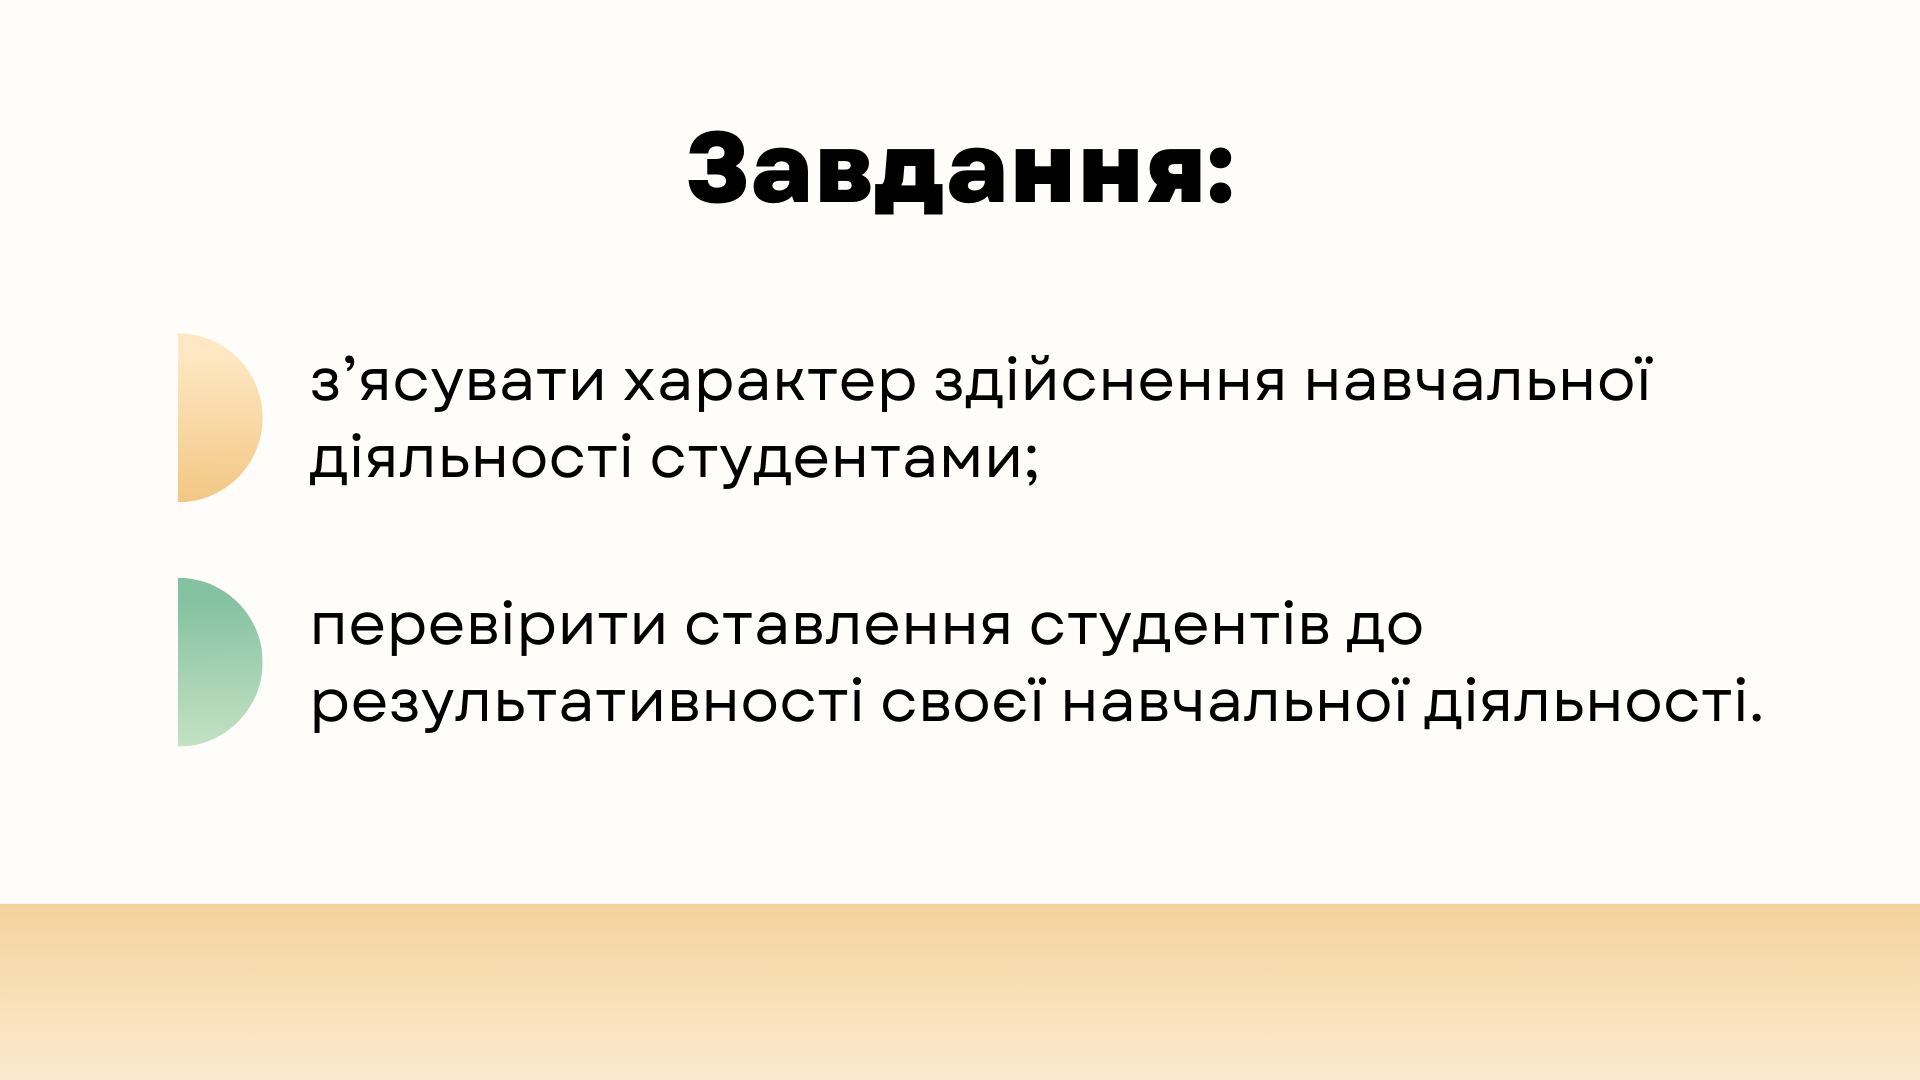 Завдання:
з’ясувати характер здійснення навчальної
діяльності студентами;
перевірити ставлення студентів до
результативності своєї навчальної діяльності.